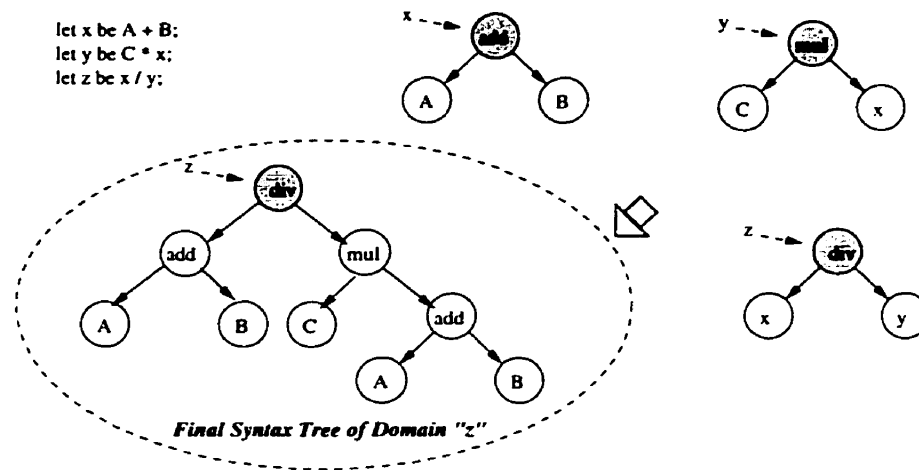 let x be A + B;
let y be C * x;
let z be x / y;
x
add
A
B
y
mul
C
x
z
div
add
mul
A
B
C
add
A
B
Final Syntax Tree of Domain "z"
z
div
x
y